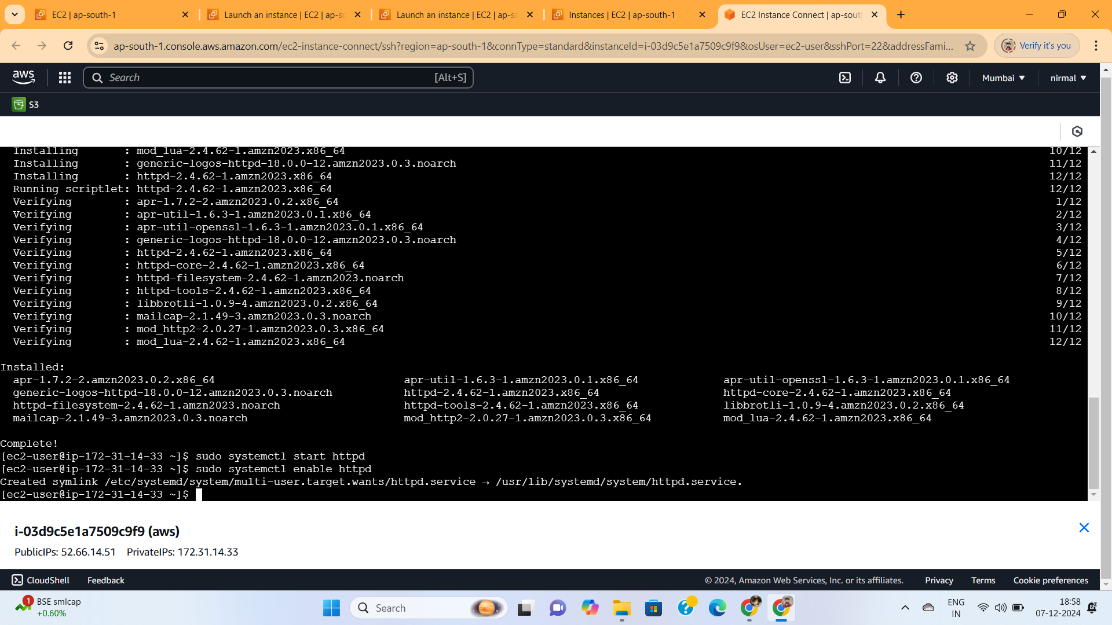 EC2 | ap-south-1
Launch an instance | EC2 | ap-s
Launch an instance | EC2 | ap-s
Instances | EC2 | ap-south-1
EC2 Instance Connect | ap-sout
ap-south-1.console.aws.amazon.com/ec2-instance-connect/ssh?region=ap-south-1&connType=standard&instanceId=i-03d9c5e1a7509c9f9&osUser=ec2-user&sshPort=22&addressFami...
Verify it's you
aws
Search
[Alt+S]
Mumbai
nirmal
S3
Installing : mod_lua-2.4.62-1.amzn2023.x86_64 10/12
Installing : generic-logos-httpd-18.0.0-12.amzn2023.0.3.noarch 11/12
Installing : httpd-2.4.62-1.amzn2023.x86_64 12/12
Running scriptlet: httpd-2.4.62-1.amzn2023.x86_64 12/12
Verifying : apr-1.7.2-2.amzn2023.0.2.x86_64 1/12
Verifying : apr-util-1.6.3-1.amzn2023.0.1.x86_64 2/12
Verifying : apr-util-openssl-1.6.3-1.amzn2023.0.1.x86_64 3/12
Verifying : generic-logos-httpd-18.0.0-12.amzn2023.0.3.noarch 4/12
Verifying : httpd-2.4.62-1.amzn2023.x86_64 5/12
Verifying : httpd-core-2.4.62-1.amzn2023.x86_64 6/12
Verifying : httpd-filesystem-2.4.62-1.amzn2023.noarch 7/12
Verifying : httpd-tools-2.4.62-1.amzn2023.x86_64 8/12
Verifying : libbrotli-1.0.9-4.amzn2023.0.2.x86_64 9/12
Verifying : mailcap-2.1.49-3.amzn2023.0.3.noarch 10/12
Verifying : mod_http2-2.0.27-1.amzn2023.0.3.x86_64 11/12
Verifying : mod_lua-2.4.62-1.amzn2023.x86_64 12/12
Installed:
apr-1.7.2-2.amzn2023.0.2.x86_64 apr-util-1.6.3-1.amzn2023.0.1.x86_64 apr-util-openssl-1.6.3-1.amzn2023.0.1.x86_64
generic-logos-httpd-18.0.0-12.amzn2023.0.3.noarch httpd-2.4.62-1.amzn2023.x86_64 httpd-core-2.4.62-1.amzn2023.x86_64
httpd-filesystem-2.4.62-1.amzn2023.noarch httpd-tools-2.4.62-1.amzn2023.x86_64 libbrotli-1.0.9-4.amzn2023.0.2.x86_64
mailcap-2.1.49-3.amzn2023.0.3.noarch mod_http2-2.0.27-1.amzn2023.0.3.x86_64 mod_lua-2.4.62-1.amzn2023.x86_64
Complete!
[ec2-user@ip-172-31-14-33 ~]$ sudo systemctl start httpd
[ec2-user@ip-172-31-14-33 ~]$ sudo systemctl enable httpd
Created symlink /etc/systemd/system/multi-user.target.wants/httpd.service → /usr/lib/systemd/system/httpd.service.
[ec2-user@ip-172-31-14-33 ~]$
i-03d9c5e1a7509c9f9 (aws)
PublicIPs: 52.66.14.51 PrivateIPs: 172.31.14.33
CloudShell
Feedback
© 2024, Amazon Web Services, Inc. or its affiliates.
Privacy
Terms
Cookie preferences
1
BSE smlcap
+0.60%
Search
ENG
IN
18:58
07-12-2024